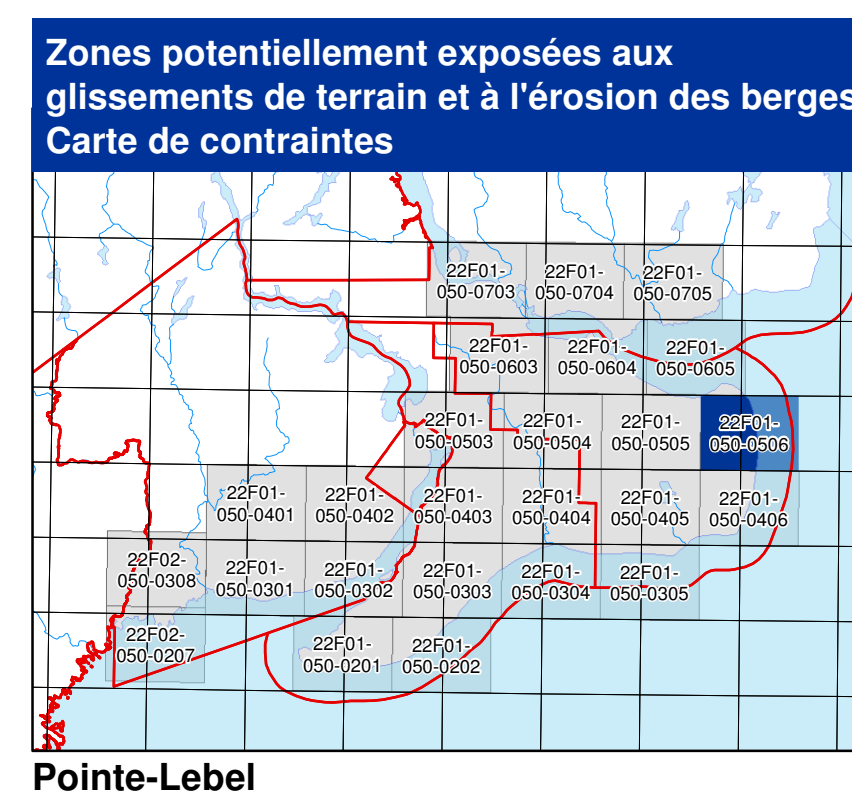 Zones potentiellement exposées aux
glissements de terrain et à l'érosion des berges
Carte de contraintes
22F01-
050-0703
22F01-
050-0704
22F01-
050-0705
22F01-
050-0603
22F01-
050-0604
22F01-
050-0605
22F01-
050-0503
22F01-
050-0504
22F01-
050-0505
22F01-
050-0506
22F01-
050-0401
22F01-
050-0402
22F01-
050-0403
22F01-
050-0404
22F01-
050-0405
22F01-
050-0406
22F02-
050-0308
22F01-
050-0301
22F01-
050-0302
22F01-
050-0303
22F01-
050-0304
22F01-
050-0305
22F02-
050-0207
22F01-
050-0201
22F01-
050-0202
Pointe-Lebel